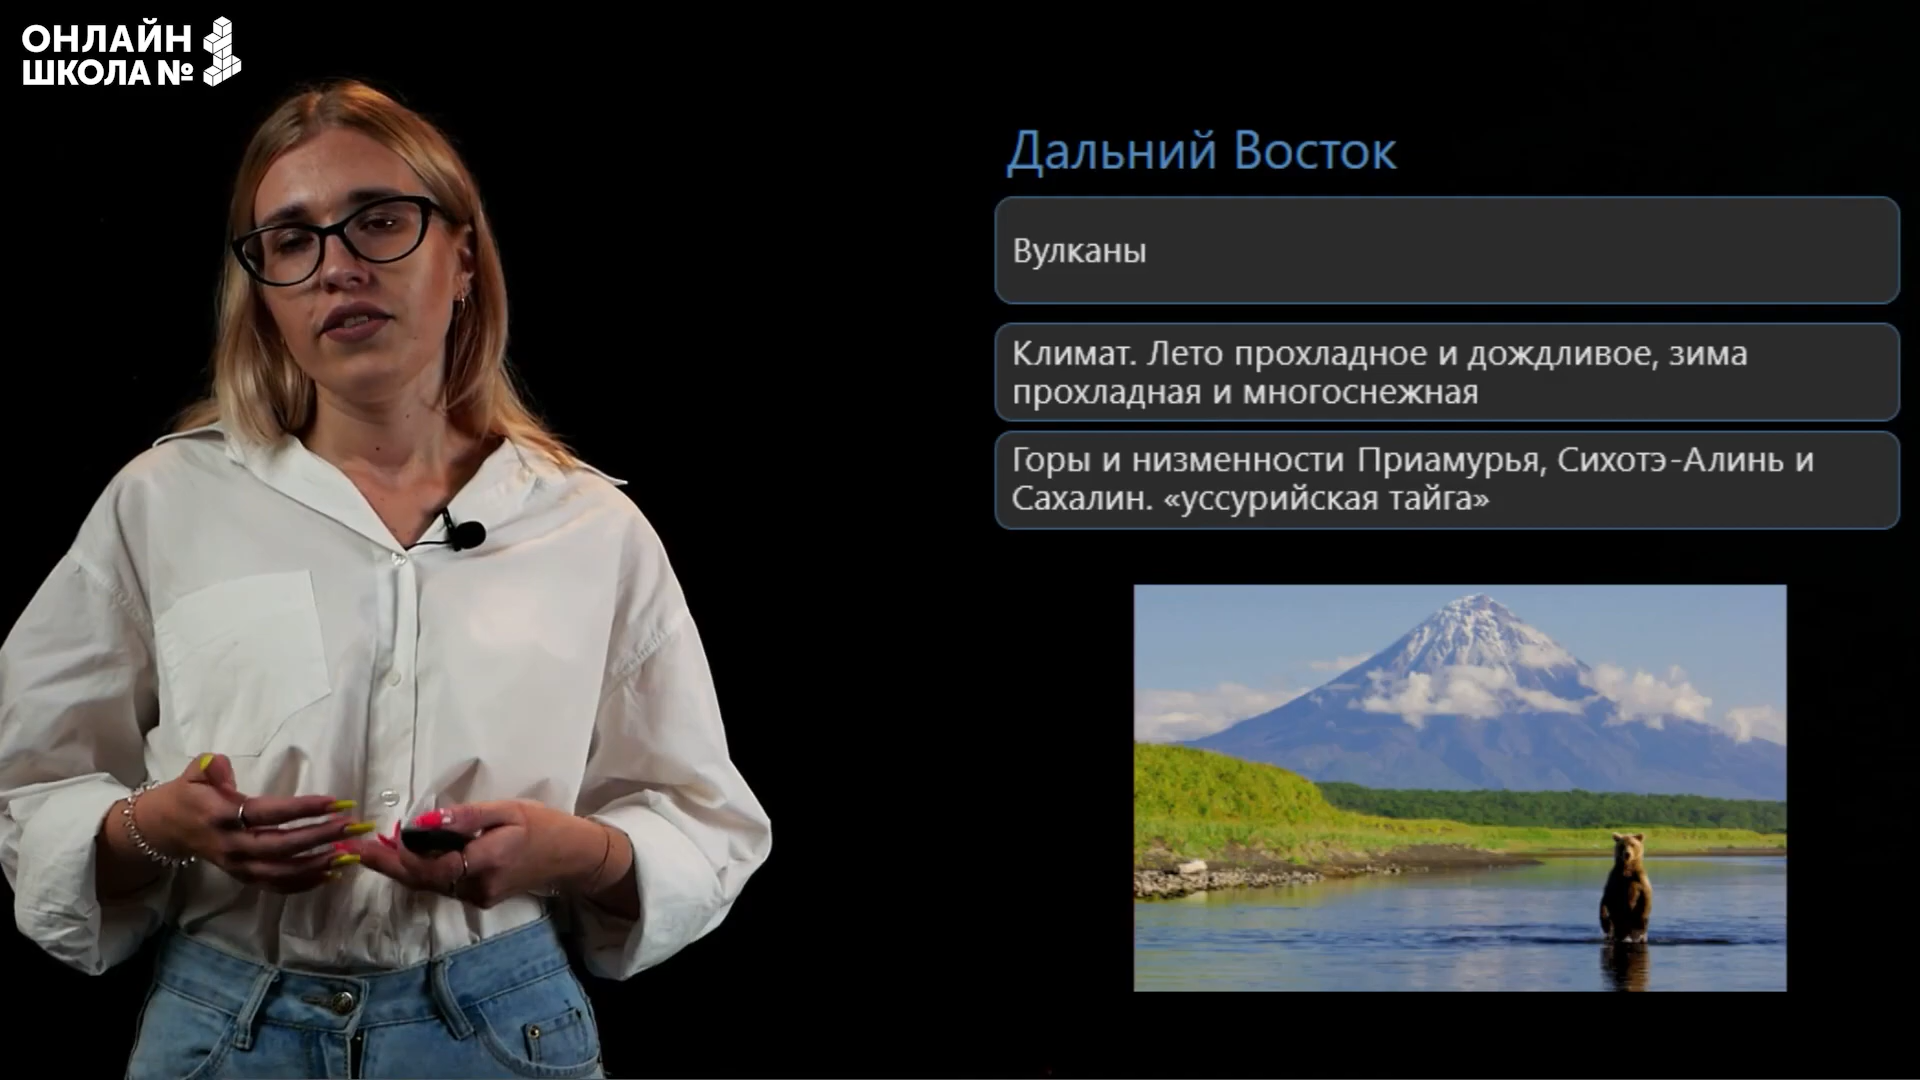 ОНЛАЙН
ШКОЛА №
Дальний Восток
Вулканы
Климат. Лето прохладное и дождливое, зима
прохладная и многоснежная
Горы и низменности Приамурья, Сихотэ-Алинь и
Сахалин. «уссурийская тайга»